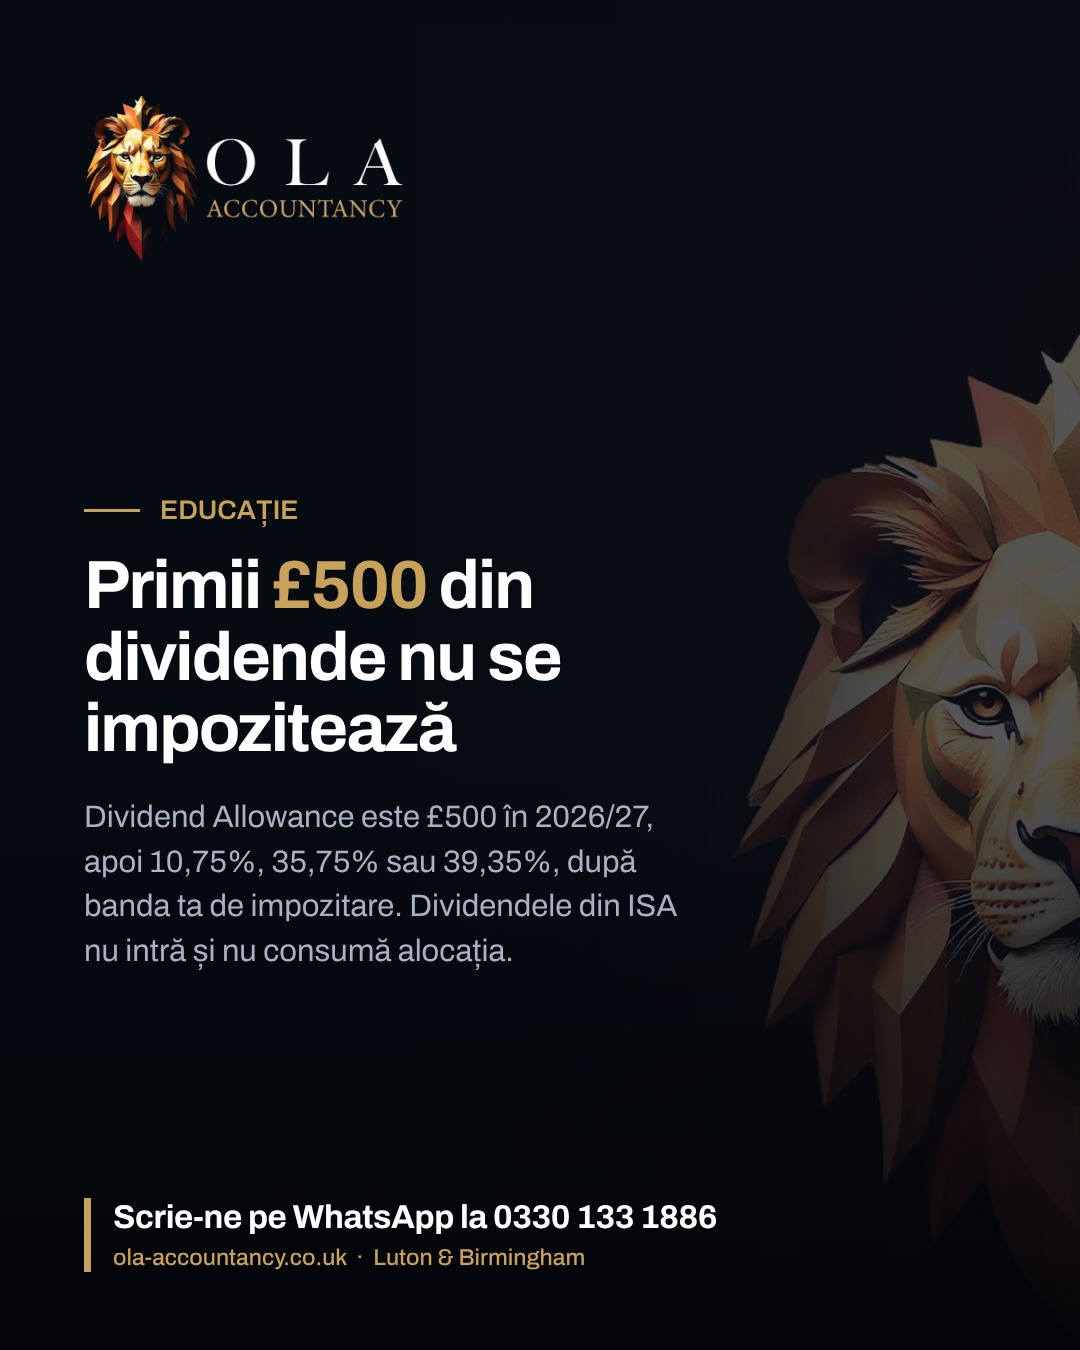 OLA
ACCOUNTANCY
EDUCAȚIE
Primii £500 din
dividende nu se
impozitează
Dividend Allowance este £500 în 2026/27,
apoi 10,75%, 35,75% sau 39,35%, după
banda ta de impozitare. Dividendele din ISA
nu intră și nu consumă alocația.
Scrie-ne pe WhatsApp la 0330 133 1886
ola-accountancy.co.uk · Luton & Birmingham